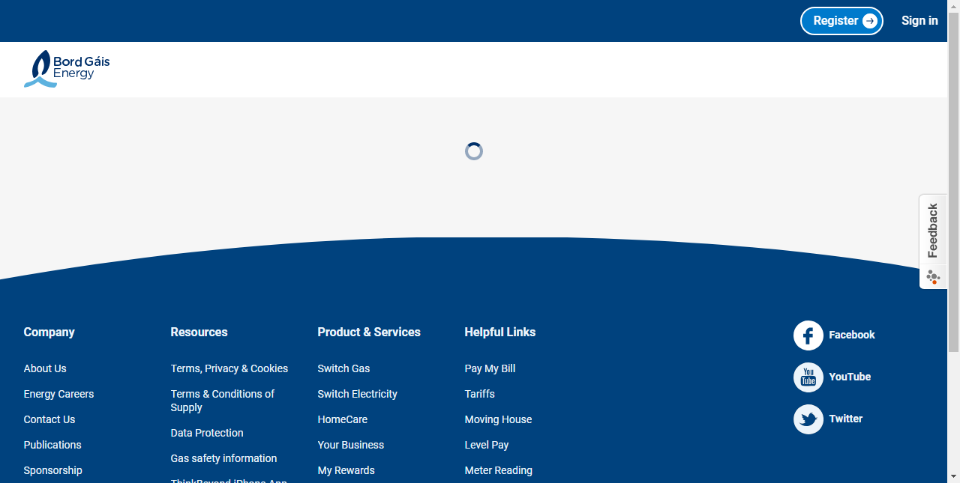 Register
Sign in
Bord Gáis
Energy
Feedback
Company
Resources
Product & Services
Helpful Links
Facebook
About Us
Terms, Privacy & Cookies
Switch Gas
Pay My Bill
You
Tube
YouTube
Energy Careers
Terms & Conditions of
Supply
Switch Electricity
Tariffs
Contact Us
HomeCare
Moving House
Twitter
Data Protection
Publications
Your Business
Level Pay
Gas safety information
Sponsorship
My Rewards
Meter Reading
ThinkBeyond iPhone App